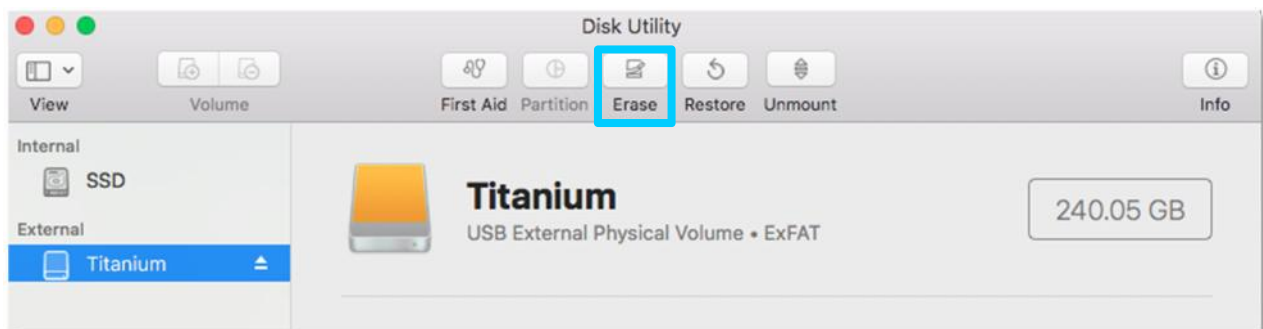 Disk Utility
View Volume First Aid Partition Erase Restore Unmount Info
Internal
SSD
External
Titanium
Titanium
USB External Physical Volume • ExFAT
240.05 GB